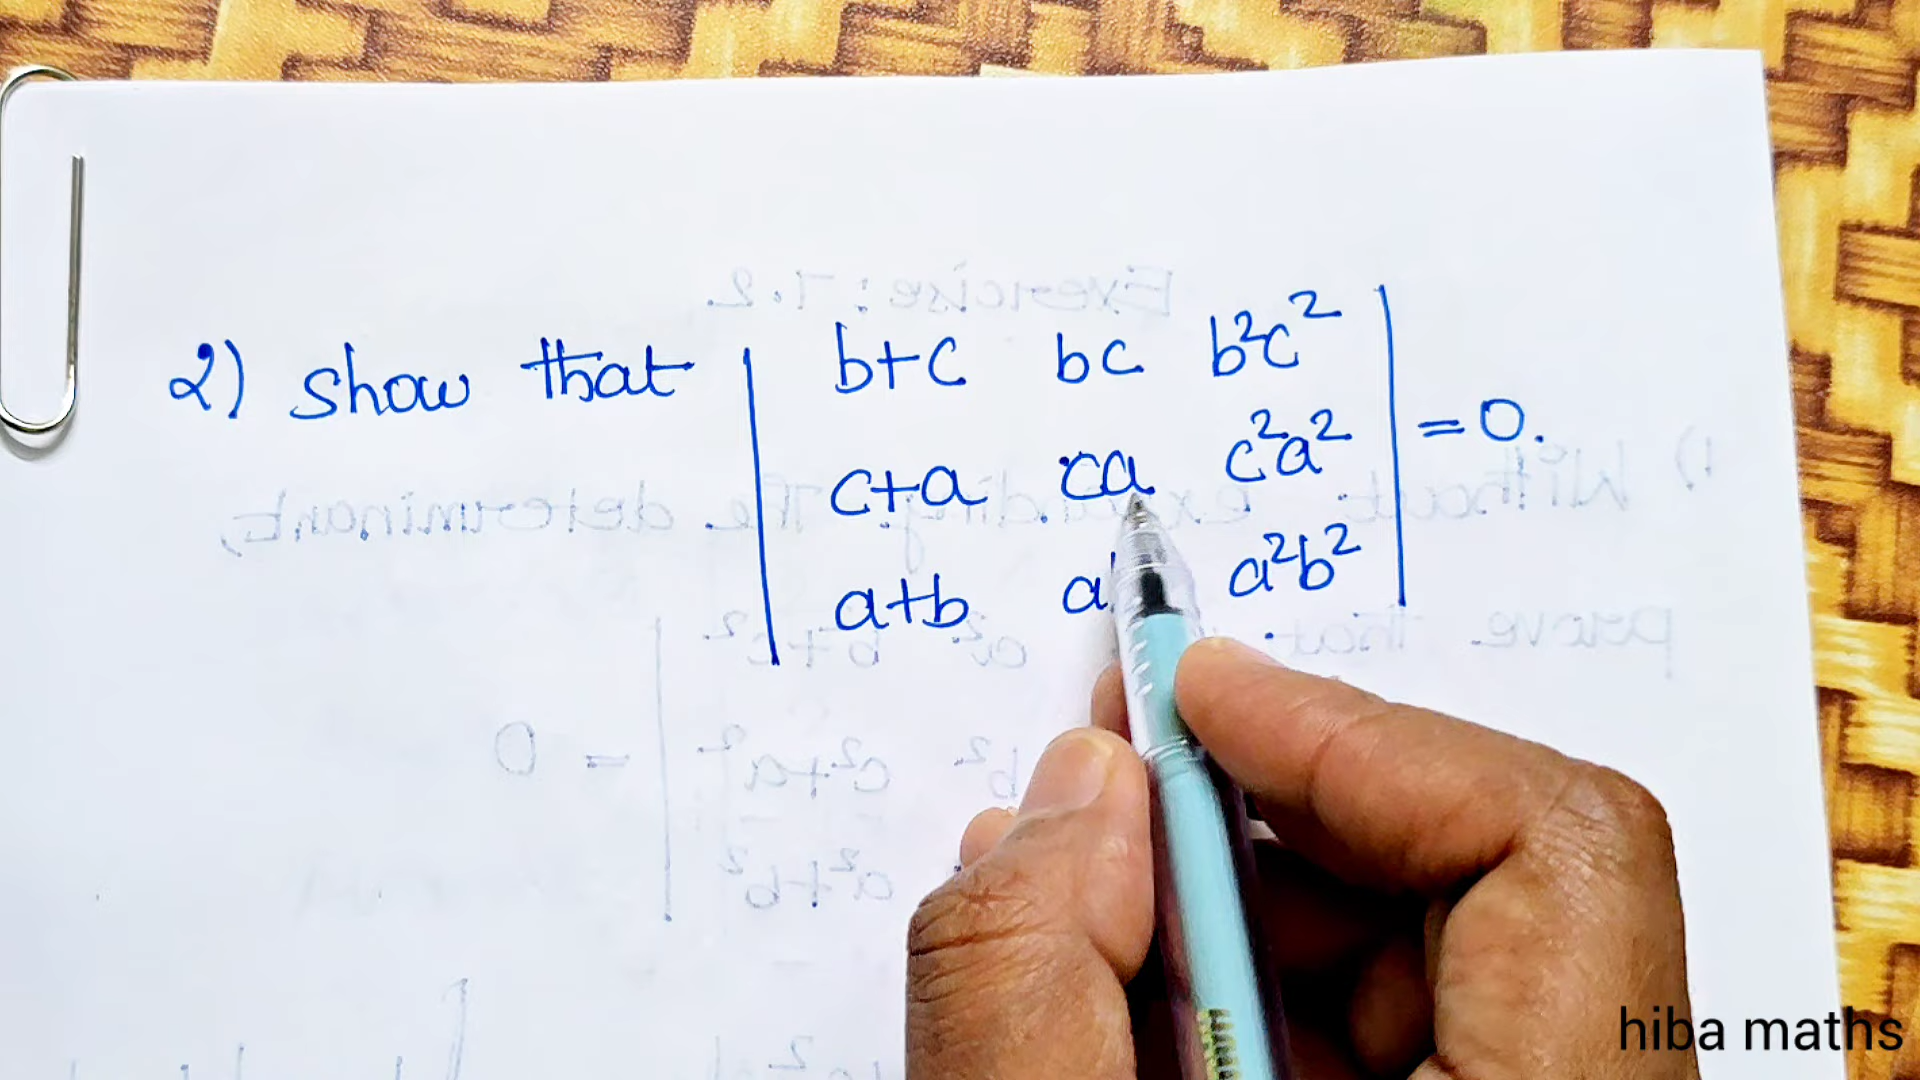 2) show that | b+c bc b²c² |
| c+a ca c²a² | = 0.
| a+b a a²b² |
hiba maths